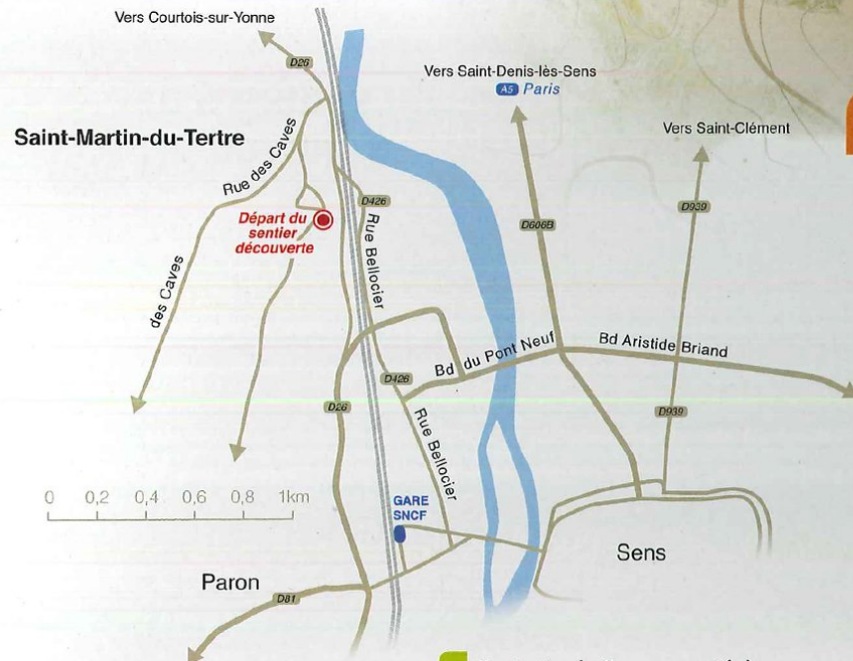 Vers Courtois-sur-Yonne
D26
Vers Saint-Denis-lès-Sens
A5 Paris
Vers Saint-Clément
Saint-Martin-du-Tertre
Rue des Caves
D426
D939
Départ du
sentier
découverte
Rue Bellocier
D606B
des Caves
Bd du Pont Neuf
Bd Aristide Briand
D426
D26
D939
Rue Bellocier
0 0,2 0,4 0,6 0,8 1km
GARE
SNCF
Sens
Paron
D81